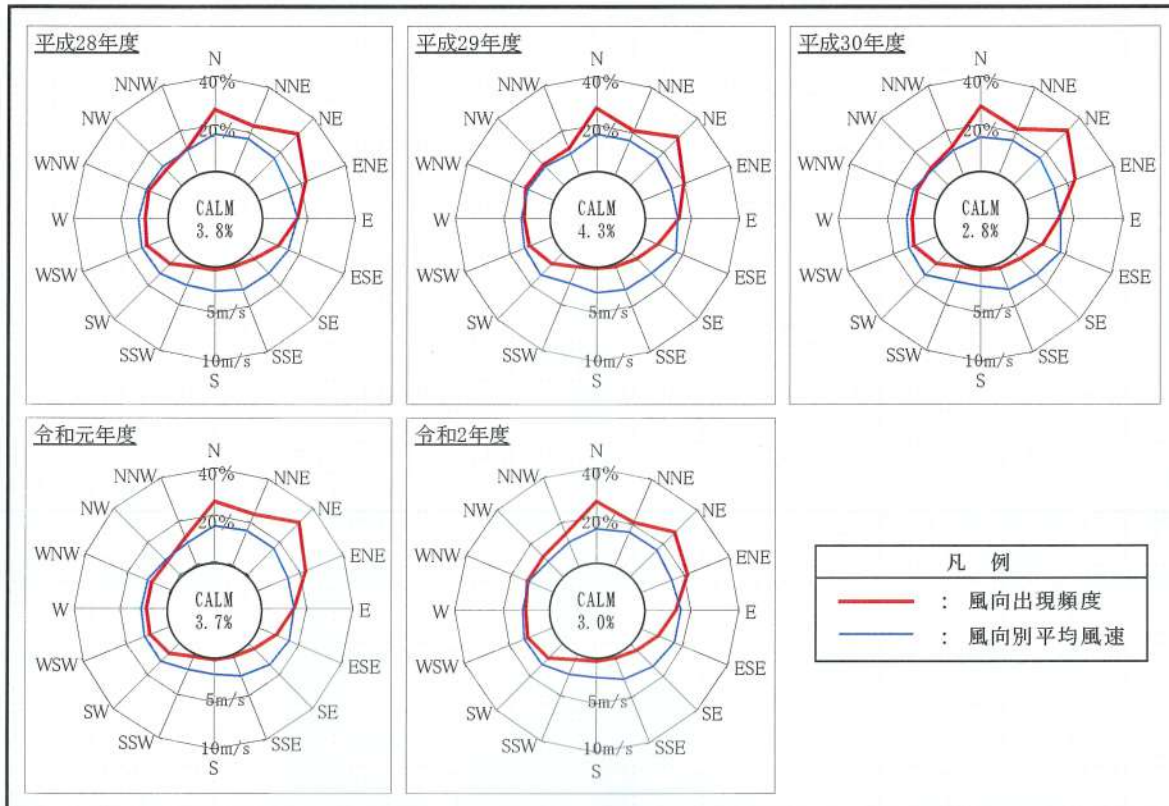 平成28年度
N
40%
NNW
NNE
NW
NE
20%
WNW
ENE
CALM
3.8%
W
E
WSW
ESE
SW
SE
5m/s
SSW
SSE
10m/s
S
平成29年度
N
40%
NNW
NNE
NW
NE
20%
WNW
ENE
CALM
4.3%
W
E
WSW
ESE
SW
SE
5m/s
SSW
SSE
10m/s
S
平成30年度
N
40%
NNW
NNE
NW
NE
20%
WNW
ENE
CALM
2.8%
W
E
WSW
ESE
SW
SE
5m/s
SSW
SSE
10m/s
S
令和元年度
N
40%
NNW
NNE
NW
NE
20%
WNW
ENE
CALM
3.7%
W
E
WSW
ESE
SW
SE
5m/s
SSW
SSE
10m/s
S
令和2年度
N
40%
NNW
NNE
NW
NE
20%
WNW
ENE
CALM
3.0%
W
E
WSW
ESE
SW
SE
5m/s
SSW
SSE
10m/s
S
凡 例
: 風向出現頻度
: 風向別平均風速